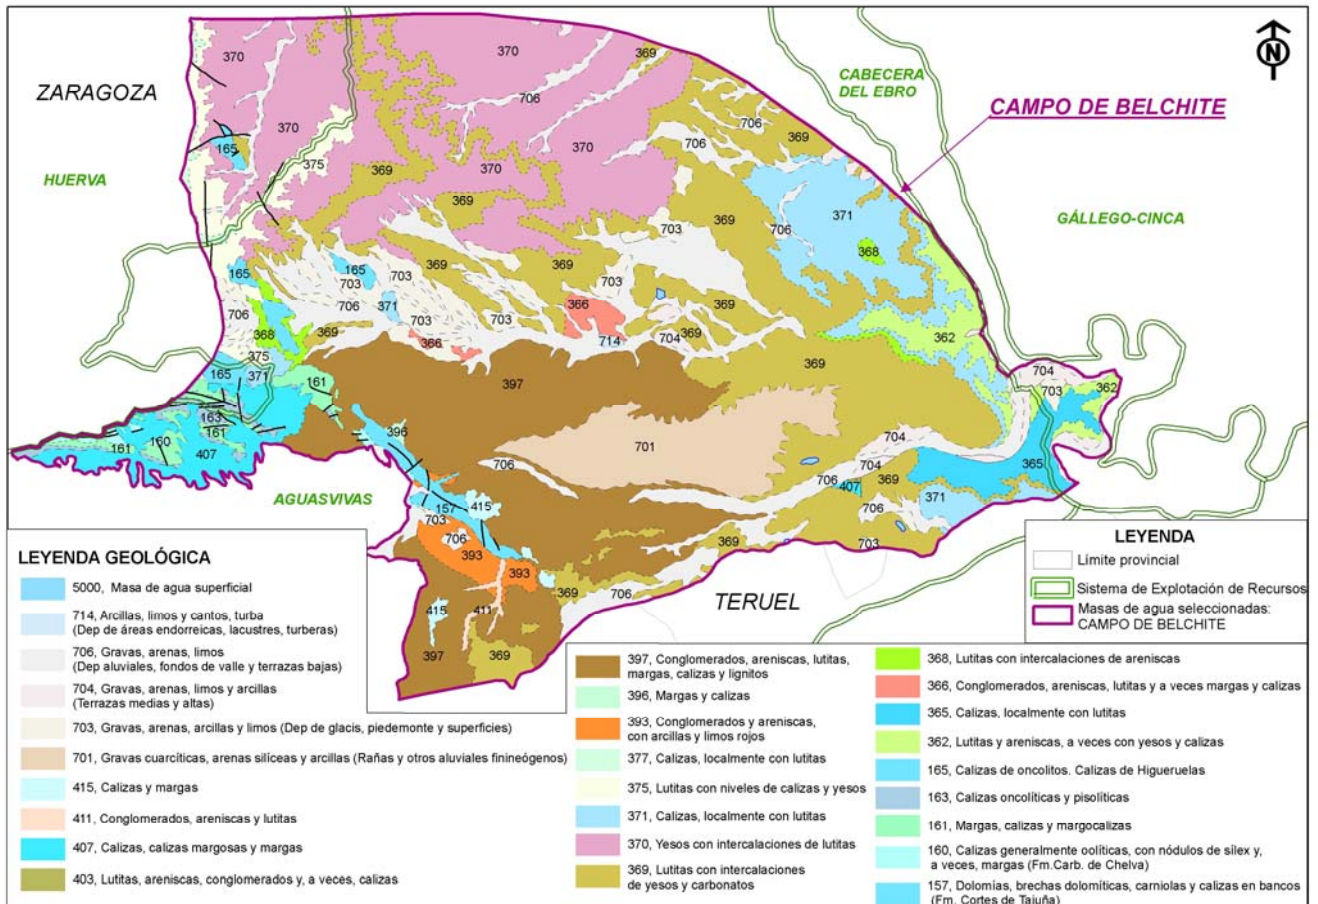 ZARAGOZA
HUERVA
CABECERA
DEL EBRO
CAMPO DE BELCHITE
GÁLLEGO-CINCA
AGUASVIVAS
TERUEL
N
370
370
369
706
370
165
375
706
369
706
370
369
370
369
371
706
368
703
369
165
703
703
369
369
703
165
706
371
706
368
369
703
703
366
366
714
704
369
369
362
375
165
371
161
397
369
704
703
362
163
161
161
160
407
396
701
704
704
365
706
706
407
369
371
706
157
415
703
706
393
393
369
703
415
411
369
706
397
369
LEYENDA GEOLÓGICA
5000, Masa de agua superficial
714, Arcillas, limos y cantos, turba
(Dep de áreas endorreicas, lacustres, turberas)
706, Gravas, arenas, limos
(Dep aluviales, fondos de valle y terrazas bajas)
704, Gravas, arenas, limos y arcillas
(Terrazas medias y altas)
703, Gravas, arenas, arcillas y limos (Dep de glacis, piedemonte y superficies)
701, Gravas cuarcíticas, arenas silíceas y arcillas (Rañas y otros aluviales finineógenos)
415, Calizas y margas
411, Conglomerados, areniscas y lutitas
407, Calizas, calizas margosas y margas
403, Lutitas, areniscas, conglomerados y, a veces, calizas
397, Conglomerados, areniscas, lutitas,
margas, calizas y lignitos
396, Margas y calizas
393, Conglomerados y areniscas,
con arcillas y limos rojos
377, Calizas, localmente con lutitas
375, Lutitas con niveles de calizas y yesos
371, Calizas, localmente con lutitas
370, Yesos con intercalaciones de lutitas
369, Lutitas con intercalaciones
de yesos y carbonatos
368, Lutitas con intercalaciones de areniscas
366, Conglomerados, areniscas, lutitas y a veces margas y calizas
365, Calizas, localmente con lutitas
362, Lutitas y areniscas, a veces con yesos y calizas
165, Calizas de oncolitos. Calizas de Higueruelas
163, Calizas oncolíticas y pisolíticas
161, Margas, calizas y margocalizas
160, Calizas generalmente oolíticas, con nódulos de sílex y,
a veces, margas (Fm.Carb. de Chelva)
157, Dolomías, brechas dolomíticas, carniolas y calizas en bancos
(Fm. Cortes de Tajuña)
LEYENDA
Límite provincial
Sistema de Explotación de Recursos
Masas de agua seleccionadas:
CAMPO DE BELCHITE